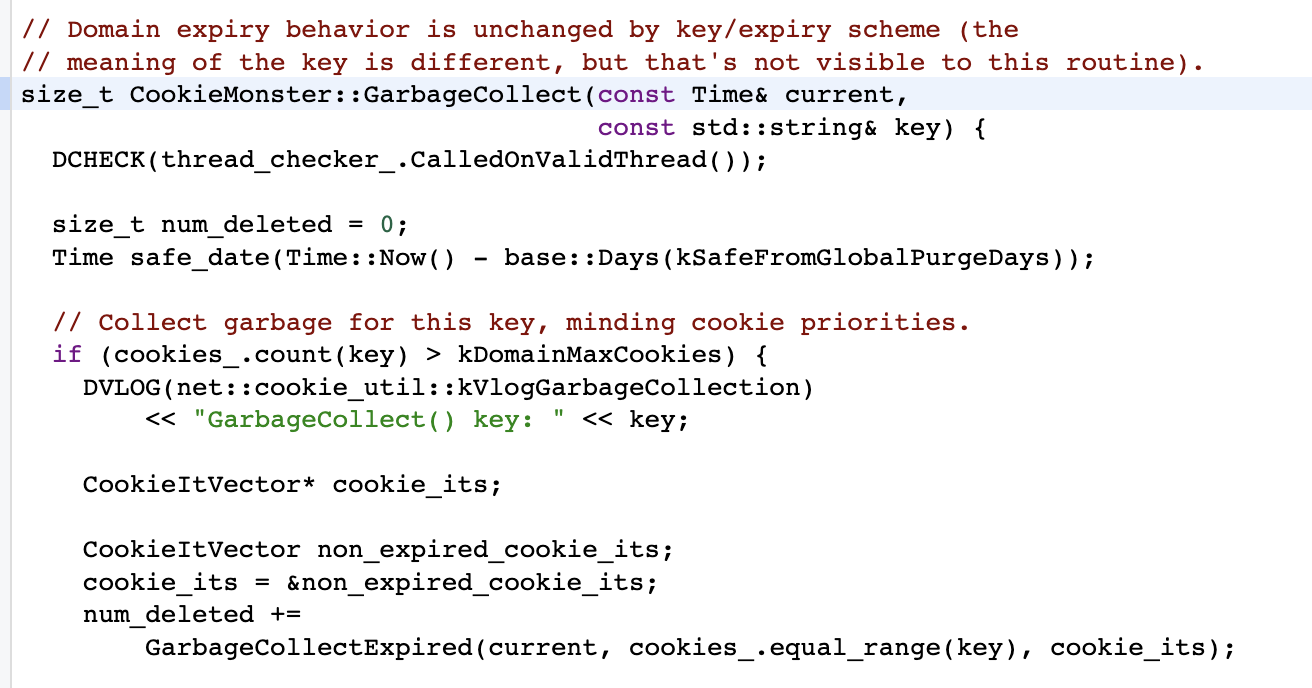 // Domain expiry behavior is unchanged by key/expiry scheme (the
// meaning of the key is different, but that's not visible to this routine).
size_t CookieMonster::GarbageCollect(const Time& current,
                                     const std::string& key) {
  DCHECK(thread_checker_.CalledOnValidThread());

  size_t num_deleted = 0;
  Time safe_date(Time::Now() - base::Days(kSafeFromGlobalPurgeDays));

  // Collect garbage for this key, minding cookie priorities.
  if (cookies_.count(key) > kDomainMaxCookies) {
    DVLOG(net::cookie_util::kVlogGarbageCollection)
        << "GarbageCollect() key: " << key;

    CookieItVector* cookie_its;

    CookieItVector non_expired_cookie_its;
    cookie_its = &non_expired_cookie_its;
    num_deleted +=
        GarbageCollectExpired(current, cookies_.equal_range(key), cookie_its);